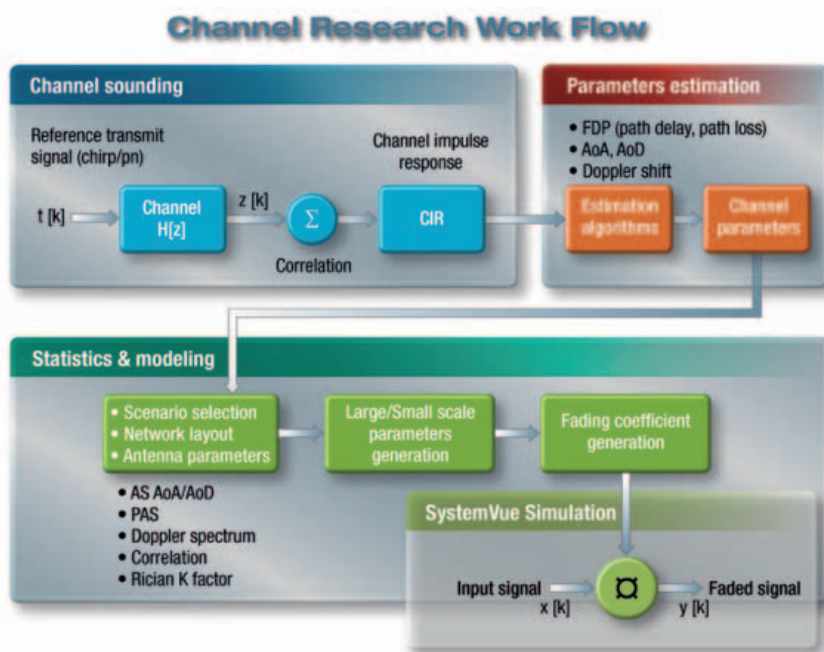 Channel Research Work Flow
Channel sounding
Reference transmit
signal (chirp/pn)
t [k]
Channel
H[z]
z [k]
Σ
Correlation
Channel impulse
response
CIR
Parameters estimation
• FDP (path delay, path loss)
• AoA, AoD
• Doppler shift
Estimation
algorithms
Channel
parameters
Statistics & modeling
• Scenario selection
• Network layout
• Antenna parameters
• AS AoA/AoD
• PAS
• Doppler spectrum
• Correlation
• Rician K factor
Large/Small scale
parameters
generation
Fading coefficient
generation
SystemVue Simulation
Input signal
x [k]
¤
Faded signal
y [k]